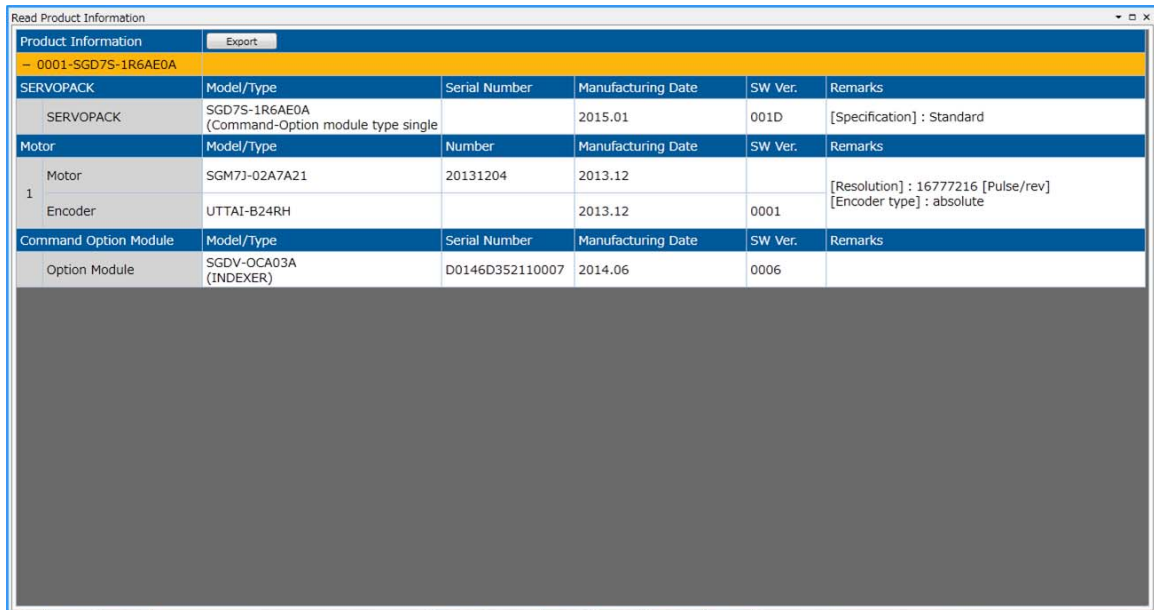 Read Product Information
Product Information Export
− 0001-SGD7S-1R6AE0A
SERVOPACK Model/Type Serial Number Manufacturing Date SW Ver. Remarks
SERVOPACK SGD7S-1R6AE0A 2015.01 001D [Specification] : Standard
(Command-Option module type single
Motor Model/Type Number Manufacturing Date SW Ver. Remarks
1 Motor SGM7J-02A7A21 20131204 2013.12 [Resolution] : 16777216 [Pulse/rev]
Encoder UTTAI-B24RH 2013.12 0001 [Encoder type] : absolute
Command Option Module Model/Type Serial Number Manufacturing Date SW Ver. Remarks
Option Module SGDV-OCA03A D0146D352110007 2014.06 0006
(INDEXER)